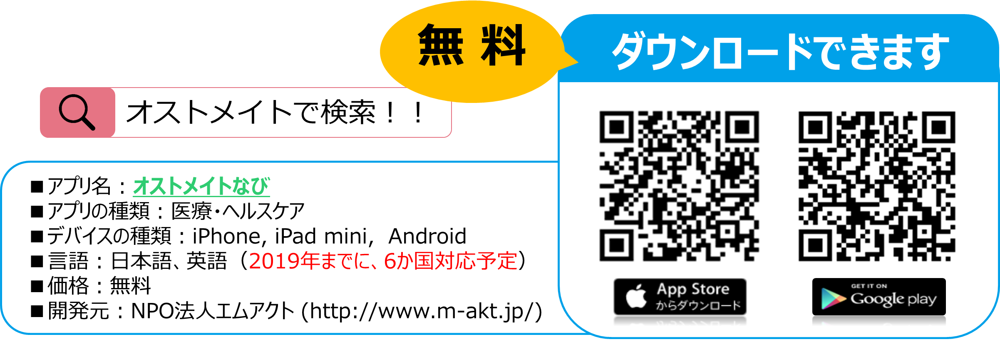 無 料
ダウンロードできます
オストメイトで検索！！
■ アプリ名：オストメイトなび
■ アプリの種類：医療・ヘルスケア
■ デバイスの種類：iPhone, iPad mini,  Android
■ 言語：日本語、英語（2019年までに、6か国対応予定）
■ 価格：無料
■ 開発元：NPO法人エムアクト (http://www.m-akt.jp/)
App Store
からダウンロード
GET IT ON
Google play